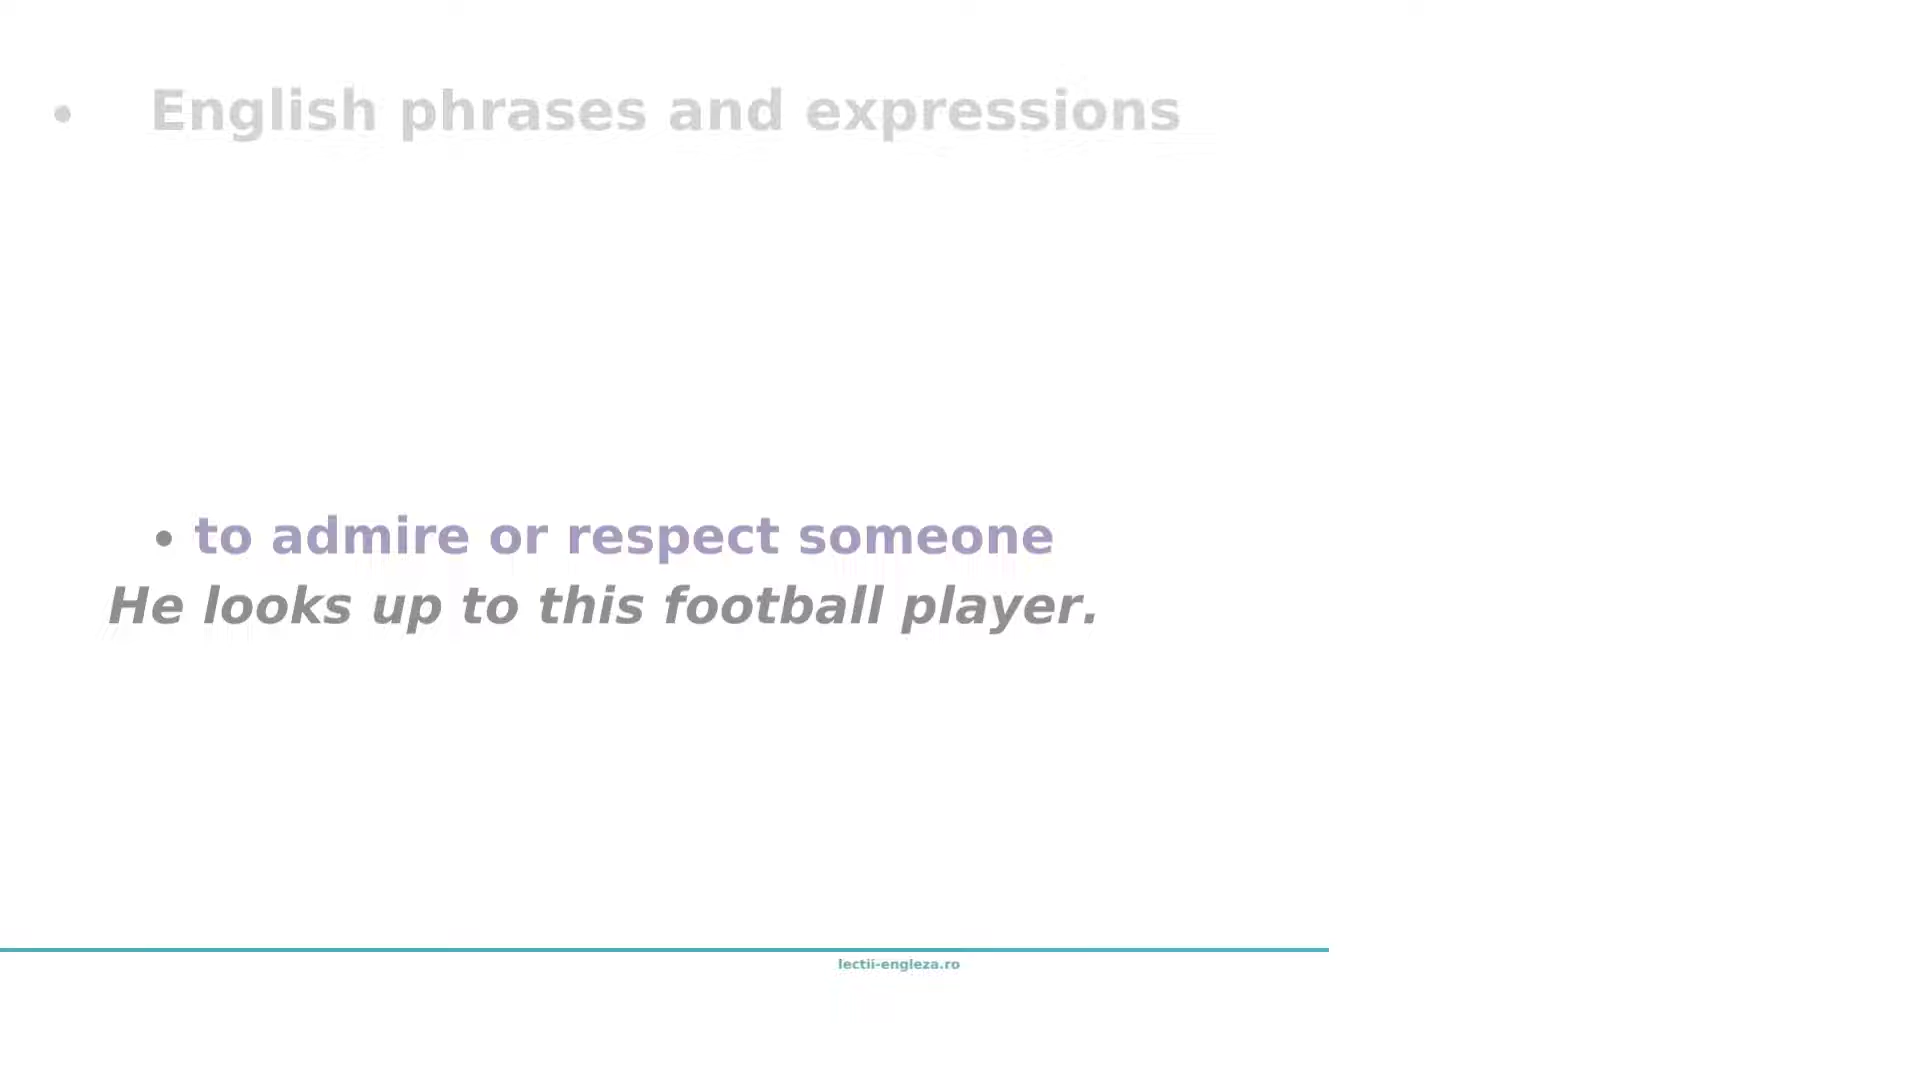 • English phrases and expressions
• to admire or respect someone
He looks up to this football player.
lectii-engleza.ro